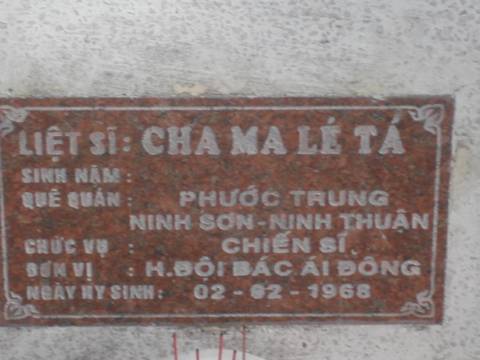 LIỆT SĨ: CHA MA LÉ TÁ
SINH NĂM :
QUÊ QUÁN : PHƯỚC TRUNG
NINH SƠN-NINH THUẬN
CHỨC VỤ : CHIẾN SĨ
ĐƠN VỊ : H.ĐỘI BÁC ÁI ĐÔNG
NGÀY HY SINH: 02-02-1968